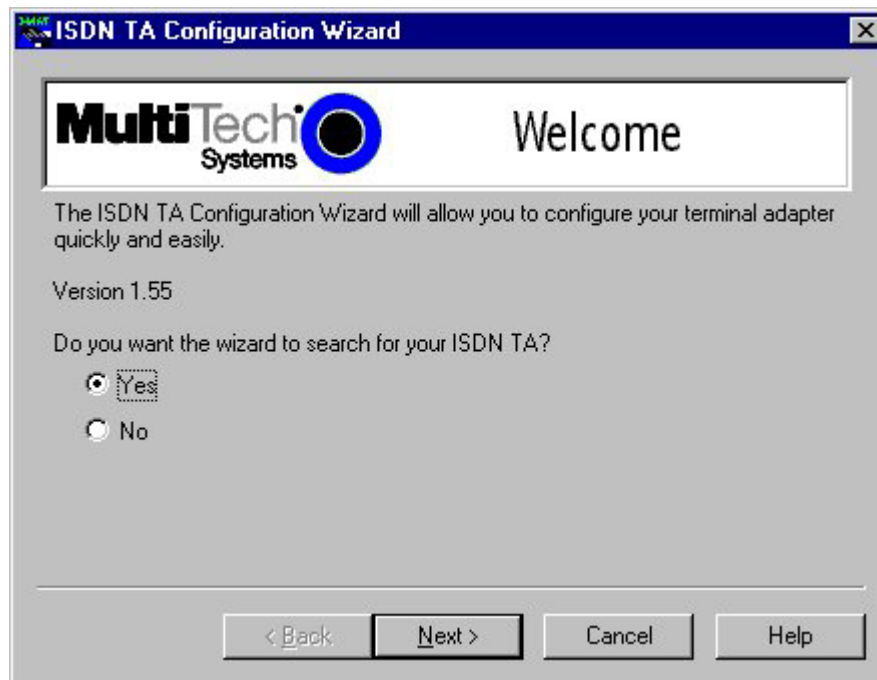 ISDN TA Configuration Wizard
MultiTech
Systems
Welcome
The ISDN TA Configuration Wizard will allow you to configure your terminal adapter
quickly and easily.
Version 1.55
Do you want the wizard to search for your ISDN TA?
Yes
No
< Back
Next >
Cancel
Help